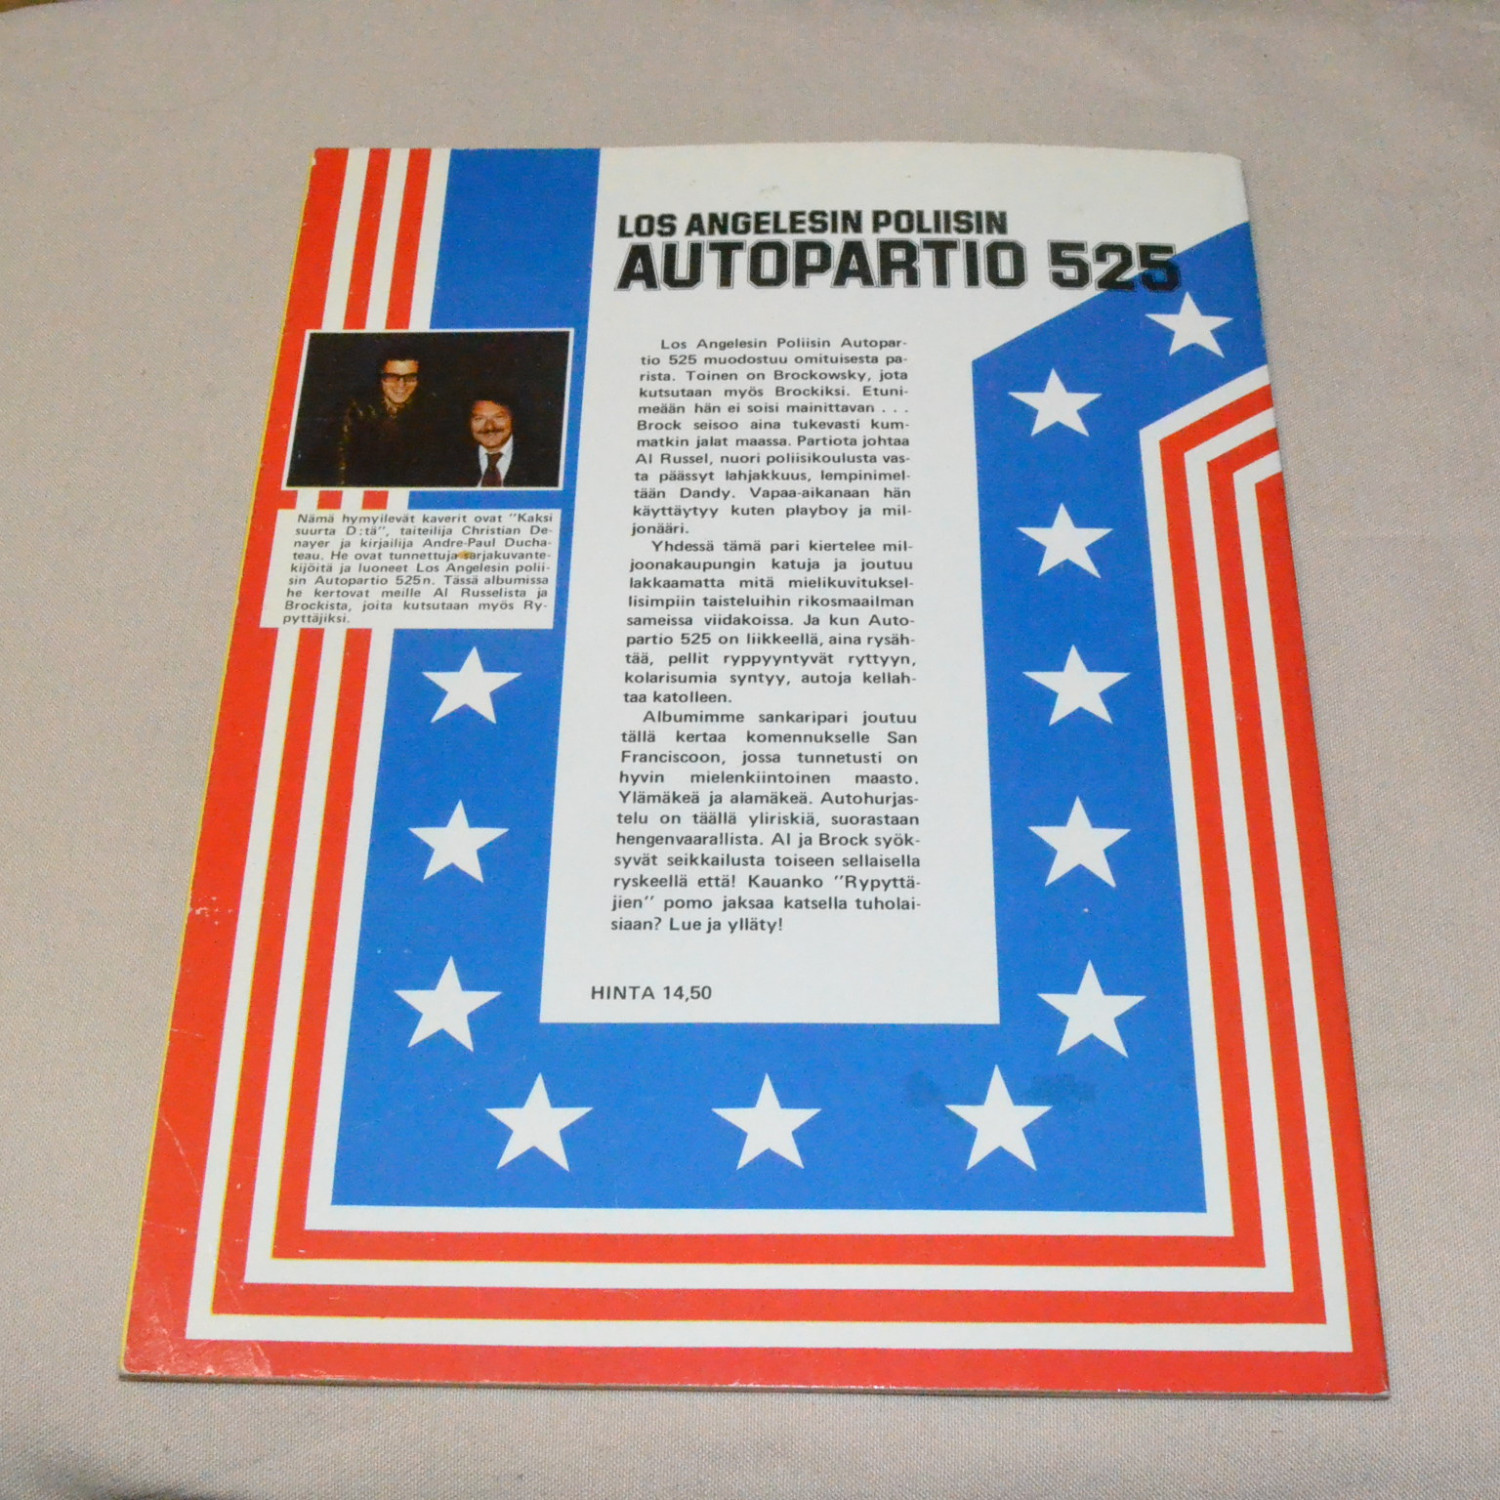 LOS ANGELESIN POLIISIN
AUTOPARTIO 525
Los Angelesin Poliisin Autopar-
tio 525 muodostuu omituisesta pa-
rista. Toinen on Brockowsky, jota
kutsutaan myös Brockiksi. Etuni-
meään hän ei soisi mainittavan . . .
Brock seisoo aina tukevasti kum-
matkin jalat maassa. Partiota johtaa
Al Russel, nuori poliisikoulusta vas-
ta päässyt lahjakkuus, lempinimel-
tään Dandy. Vapaa-aikanaan hän
käyttäytyy kuten playboy ja mil-
jonääri.
Yhdessä tämä pari kiertelee mil-
joonakaupungin katuja ja joutuu
lakkaamatta mitä mielikuvituksel-
lisimpiin taisteluihin rikosmaailman
sameissa viidakoissa. Ja kun Auto-
partio 525 on liikkeellä, aina rysäh-
tää, pellit ryppyyntyvät ryttyyn,
kolarisumia syntyy, autoja kellah-
taa katolleen.
Albumimme sankaripari joutuu
tällä kertaa komennukselle San
Franciscoon, jossa tunnetusti on
hyvin mielenkiintoinen maasto.
Ylämäkeä ja alamäkeä. Autohurjas-
telu on täällä yliriskiä, suorastaan
hengenvaarallista. Al ja Brock syök-
syvät seikkailusta toiseen sellaisella
ryskeellä että! Kauanko "Rypyttä-
jien" pomo jaksaa katsella tuholai-
siaan? Lue ja ylläty!
HINTA 14,50
Nämä hymyilevät kaverit ovat "Kaksi
suurta D:tä", taiteilija Christian De-
nayer ja kirjailija Andre-Paul Ducha-
teau. He ovat tunnettuja sarjakuvante-
kijöitä ja luoneet Los Angelesin polii-
sin Autopartio 525n. Tässä albumissa
he kertovat meille Al Russelista ja
Brockista, joita kutsutaan myös Ry-
pyttäjiksi.